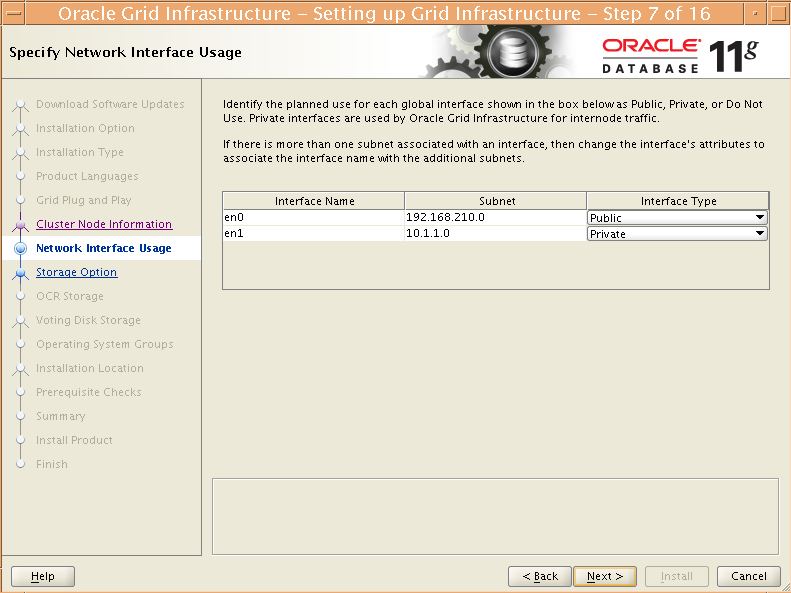 Oracle Grid Infrastructure – Setting up Grid Infrastructure – Step 7 of 16
Specify Network Interface Usage
ORACLE
DATABASE
11g
Download Software Updates
Installation Option
Installation Type
Product Languages
Grid Plug and Play
Cluster Node Information
Network Interface Usage
Storage Option
OCR Storage
Voting Disk Storage
Operating System Groups
Installation Location
Prerequisite Checks
Summary
Install Product
Finish
Identify the planned use for each global interface shown in the box below as Public, Private, or Do Not
Use. Private interfaces are used by Oracle Grid Infrastructure for internode traffic.
If there is more than one subnet associated with an interface, then change the interface's attributes to
associate the interface name with the additional subnets.
Interface Name Subnet Interface Type
en0 192.168.210.0 Public
en1 10.1.1.0 Private
Help < Back Next > Install Cancel